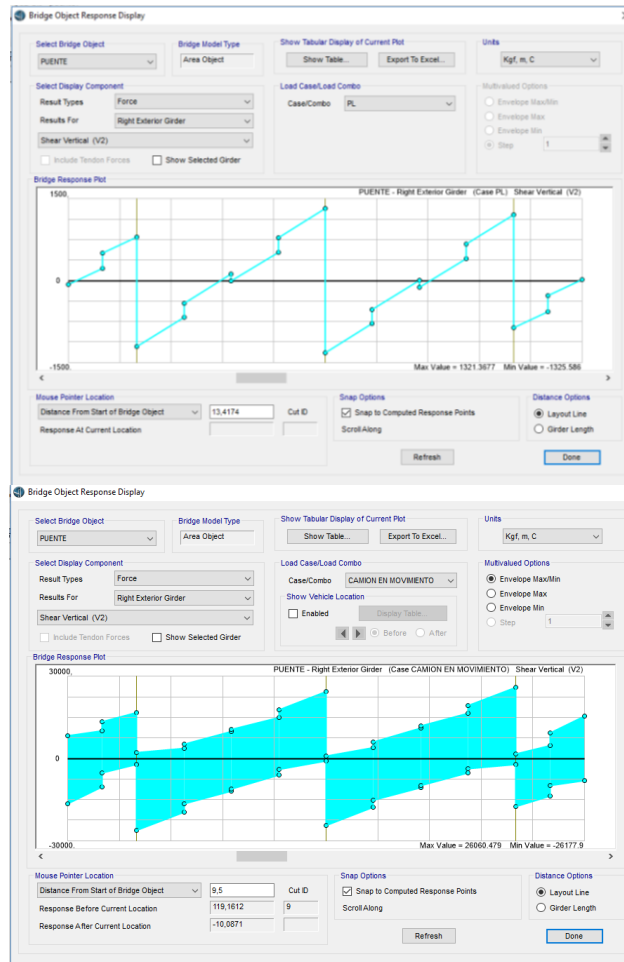 Bridge Object Response Display
Select Bridge Object
PUENTE
Bridge Model Type
Area Object
Show Tabular Display of Current Plot
Show Table...
Export To Excel...
Units
Kgf, m, C
Select Display Component
Result Types
Force
Results For
Right Exterior Girder
Shear Vertical (V2)
Include Tendon Forces
Show Selected Girder
Load Case/Load Combo
Case/Combo
PL
Multivalued Options
Envelope Max/Min
Envelope Max
Envelope Min
Step
1
Bridge Response Plot
1500,
PUENTE - Right Exterior Girder (Case PL) Shear Vertical (V2)
0
-1500,
Max Value = 1321.3677 Min Value = -1325.586
Mouse Pointer Location
Distance From Start of Bridge Object
13,4174
Cut ID
Response At Current Location
Snap Options
Snap to Computed Response Points
Scroll Along
Distance Options
Layout Line
Girder Length
Refresh
Done
Bridge Object Response Display
Select Bridge Object
PUENTE
Bridge Model Type
Area Object
Show Tabular Display of Current Plot
Show Table...
Export To Excel...
Units
Kgf, m, C
Select Display Component
Result Types
Force
Results For
Right Exterior Girder
Shear Vertical (V2)
Include Tendon Forces
Show Selected Girder
Load Case/Load Combo
Case/Combo
CAMION EN MOVIMIENTO
Show Vehicle Location
Enabled
Display Table...
Before
After
Multivalued Options
Envelope Max/Min
Envelope Max
Envelope Min
Step
1
Bridge Response Plot
30000,
PUENTE - Right Exterior Girder (Case CAMION EN MOVIMIENTO) Shear Vertical (V2)
0
-30000,
Max Value = 26060.479 Min Value = -26177.9
Mouse Pointer Location
Distance From Start of Bridge Object
9,5
Cut ID
Response Before Current Location
119,1612
9
Response After Current Location
-10,0871
Snap Options
Snap to Computed Response Points
Scroll Along
Distance Options
Layout Line
Girder Length
Refresh
Done